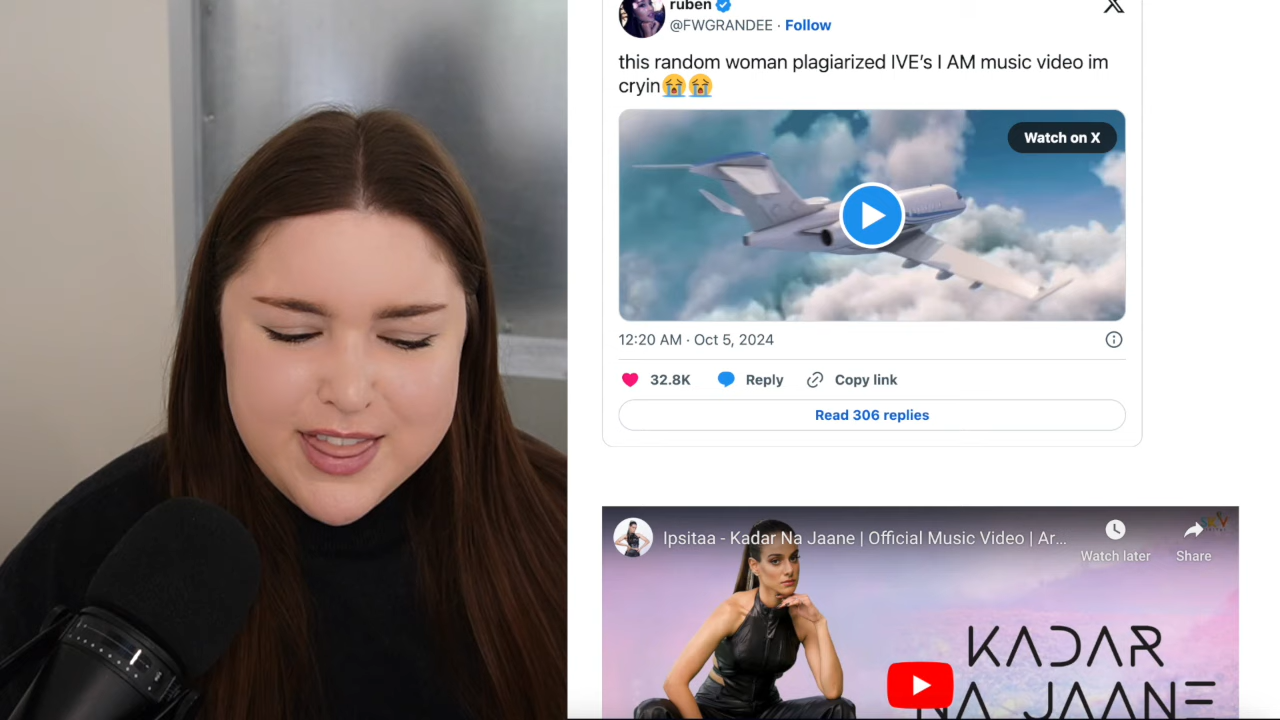 ruben
@FWGRANDEE · Follow
this random woman plagiarized IVE's I AM music video im
cryin😭😭
Watch on X
12:20 AM · Oct 5, 2024
32.8K
Reply
Copy link
Read 306 replies
Ipsitaa - Kadar Na Jaane | Official Music Video | Ar...
Watch later
Share
KADAR
NA JAANE